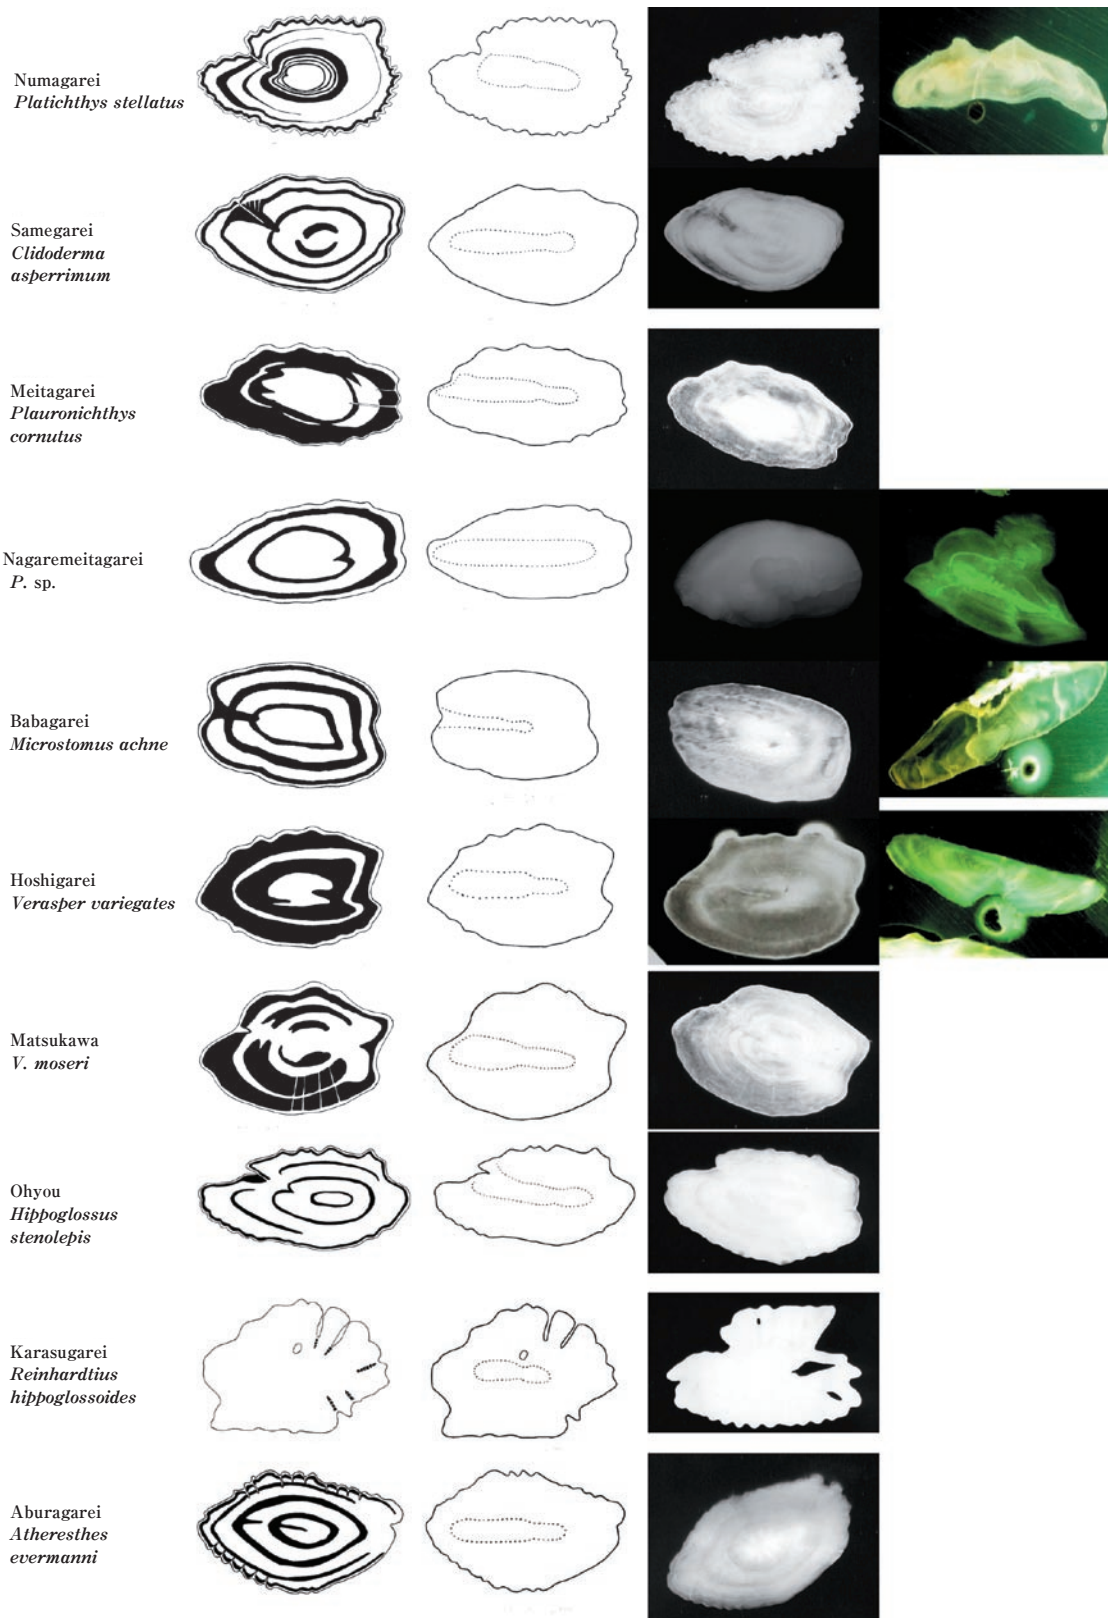 Numagarei
Platichthys stellatus
Samegarei
Clidoderma
asperrimum
Meitagarei
Plauronichthys
cornutus
Nagaremeitagarei
P. sp.
Babagarei
Microstomus achne
Hoshigarei
Verasper variegates
Matsukawa
V. moseri
Ohyou
Hippoglossus
stenolepis
Karasugarei
Reinhardtius
hippoglossoides
Aburagarei
Atheresthes
evermanni